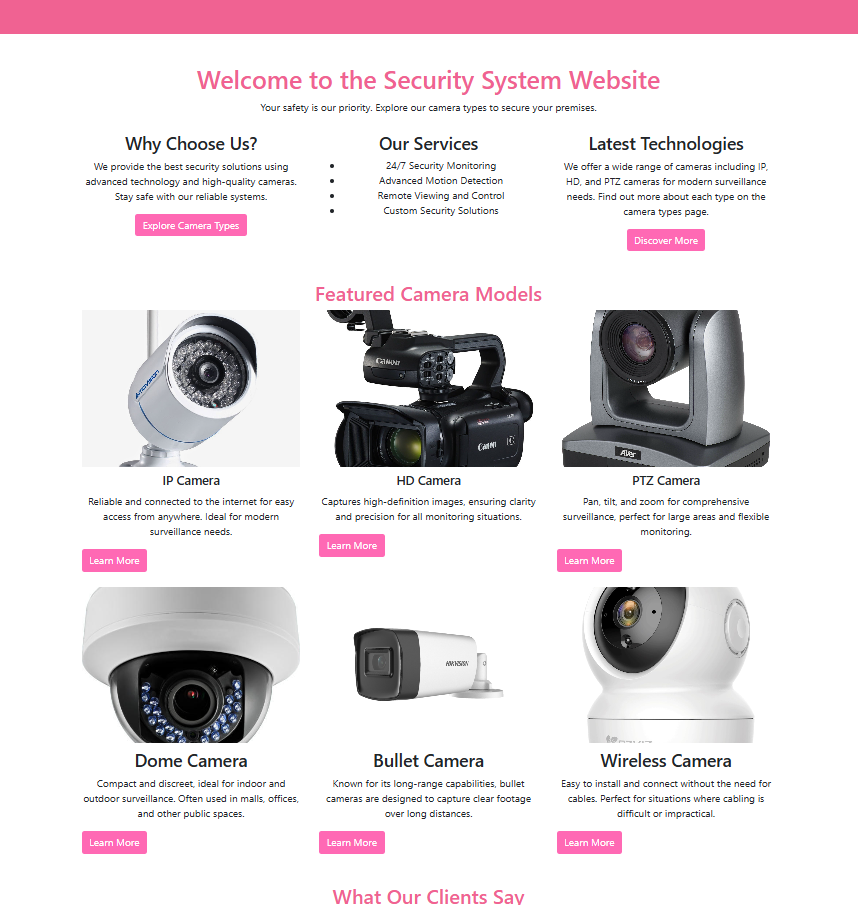 Welcome to the Security System Website
Your safety is our priority. Explore our camera types to secure your premises.
Why Choose Us?
We provide the best security solutions using
advanced technology and high-quality cameras.
Stay safe with our reliable systems.
Explore Camera Types
Our Services
24/7 Security Monitoring
Advanced Motion Detection
Remote Viewing and Control
Custom Security Solutions
Latest Technologies
We offer a wide range of cameras including IP,
HD, and PTZ cameras for modern surveillance
needs. Find out more about each type on the
camera types page.
Discover More
Featured Camera Models
IP Camera
Reliable and connected to the internet for easy
access from anywhere. Ideal for modern
surveillance needs.
Learn More
Canon
Canon
HD Camera
Captures high-definition images, ensuring clarity
and precision for all monitoring situations.
Learn More
AVer
PTZ Camera
Pan, tilt, and zoom for comprehensive
surveillance, perfect for large areas and flexible
monitoring.
Learn More
Dome Camera
Compact and discreet, ideal for indoor and
outdoor surveillance. Often used in malls, offices,
and other public spaces.
Learn More
HIKVISION
Bullet Camera
Known for its long-range capabilities, bullet
cameras are designed to capture clear footage
over long distances.
Learn More
Wireless Camera
Easy to install and connect without the need for
cables. Perfect for situations where cabling is
difficult or impractical.
Learn More
What Our Clients Say